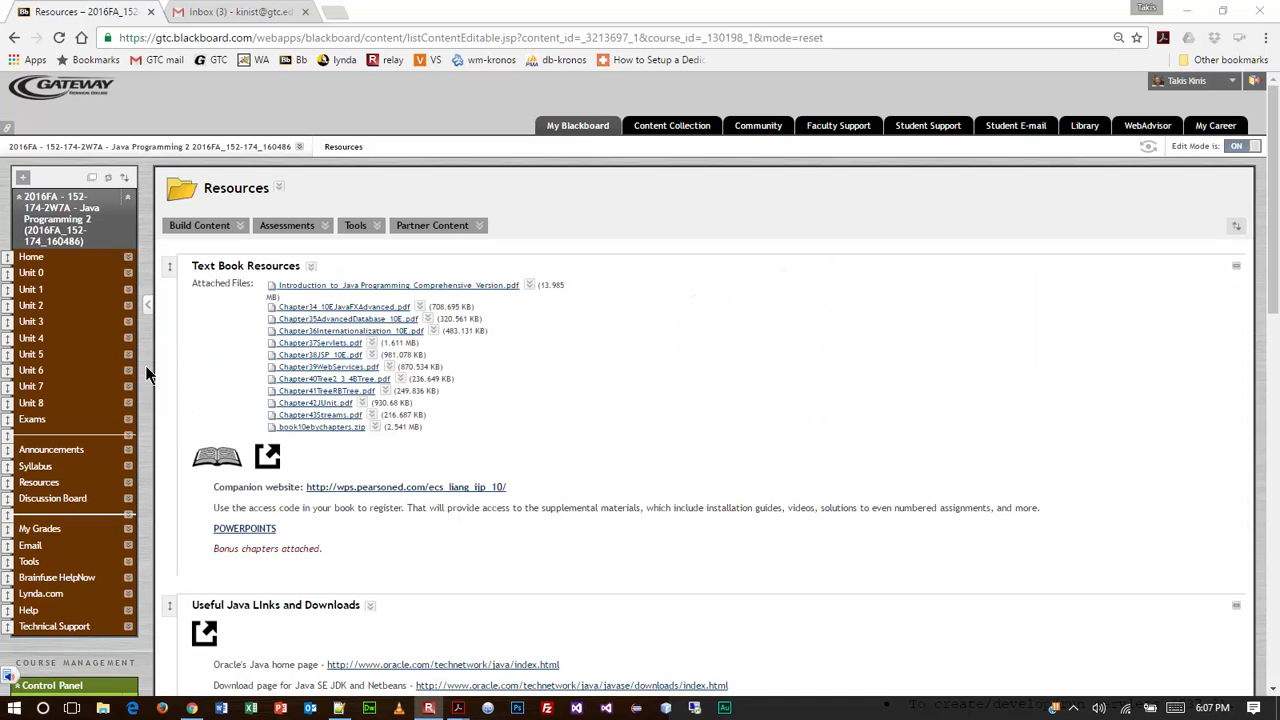 Resources – 2016FA_152-
Inbox (3) - kinist@gtc.ed
Takis
https://gtc.blackboard.com/webapps/blackboard/content/listContentEditable.jsp?content_id=_3213697_1&course_id=_130198_1&mode=reset
Apps
Bookmarks
GTC mail
GTC
WA
Bb
lynda
relay
VS
wm-kronos
db-kronos
How to Setup a Dedic
Other bookmarks
GATEWAY
TECHNICAL COLLEGE
Takis Kinis
My Blackboard
Content Collection
Community
Faculty Support
Student Support
Student E-mail
Library
WebAdvisor
My Career
2016FA - 152-174-2W7A - Java Programming 2 2016FA_152-174_160486
Resources
Edit Mode is: ON
2016FA - 152-
174-2W7A - Java
Programming 2
(2016FA_152-
174_160486)
Home
Unit 0
Unit 1
Unit 2
Unit 3
Unit 4
Unit 5
Unit 6
Unit 7
Unit 8
Exams
Announcements
Syllabus
Resources
Discussion Board
My Grades
Email
Tools
Brainfuse HelpNow
Lynda.com
Help
Technical Support
COURSE MANAGEMENT
Control Panel
Resources
Build Content
Assessments
Tools
Partner Content
Text Book Resources
Attached Files:
Introduction_to_Java_Programming_Comprehensive_Version.pdf (13.985
MB)
Chapter34_10EJavaFXAdvanced.pdf (708.695 KB)
Chapter35AdvancedDatabase_10E.pdf (320.561 KB)
Chapter36Internationalization_10E.pdf (483.131 KB)
Chapter37Servlets.pdf (1.611 MB)
Chapter38JSP_10E.pdf (981.078 KB)
Chapter39WebServices.pdf (870.534 KB)
Chapter40Tree2_3_4BTree.pdf (236.649 KB)
Chapter41TreeRBTree.pdf (249.836 KB)
Chapter42JUnit.pdf (930.68 KB)
Chapter43Streams.pdf (216.687 KB)
book10ebychapters.zip (2.541 MB)
Companion website: http://wps.pearsoned.com/ecs_liang_ijp_10/
Use the access code in your book to register. That will provide access to the supplemental materials, which include installation guides, videos, solutions to even numbered assignments, and more.
POWERPOINTS
Bonus chapters attached.
Useful Java LInks and Downloads
Oracle's Java home page - http://www.oracle.com/technetwork/java/index.html
Download page for Java SE JDK and Netbeans - http://www.oracle.com/technetwork/java/javase/downloads/index.html
6:07 PM